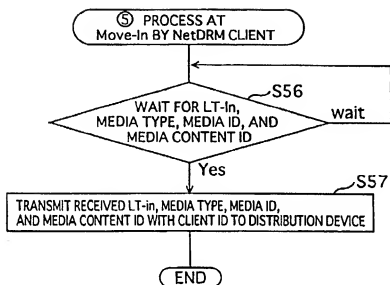 ⑤ PROCESS AT
Move-In BY NetDRM CLIENT
S56
WAIT FOR LT-In,
MEDIA TYPE, MEDIA ID, AND
MEDIA CONTENT ID
wait
Yes
S57
TRANSMIT RECEIVED LT-in, MEDIA TYPE, MEDIA ID,
AND MEDIA CONTENT ID WITH CLIENT ID TO DISTRIBUTION DEVICE
END